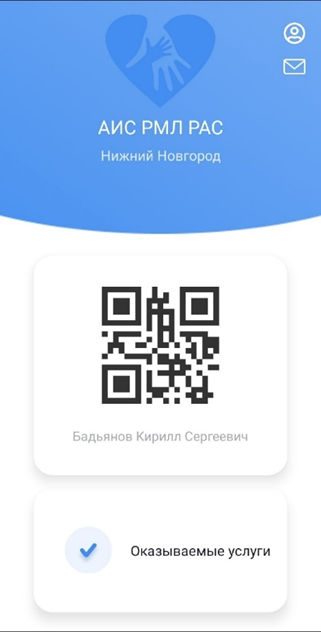 АИС РМЛ РАС
Нижний Новгород
Бадьянов Кирилл Сергеевич
Оказываемые услуги